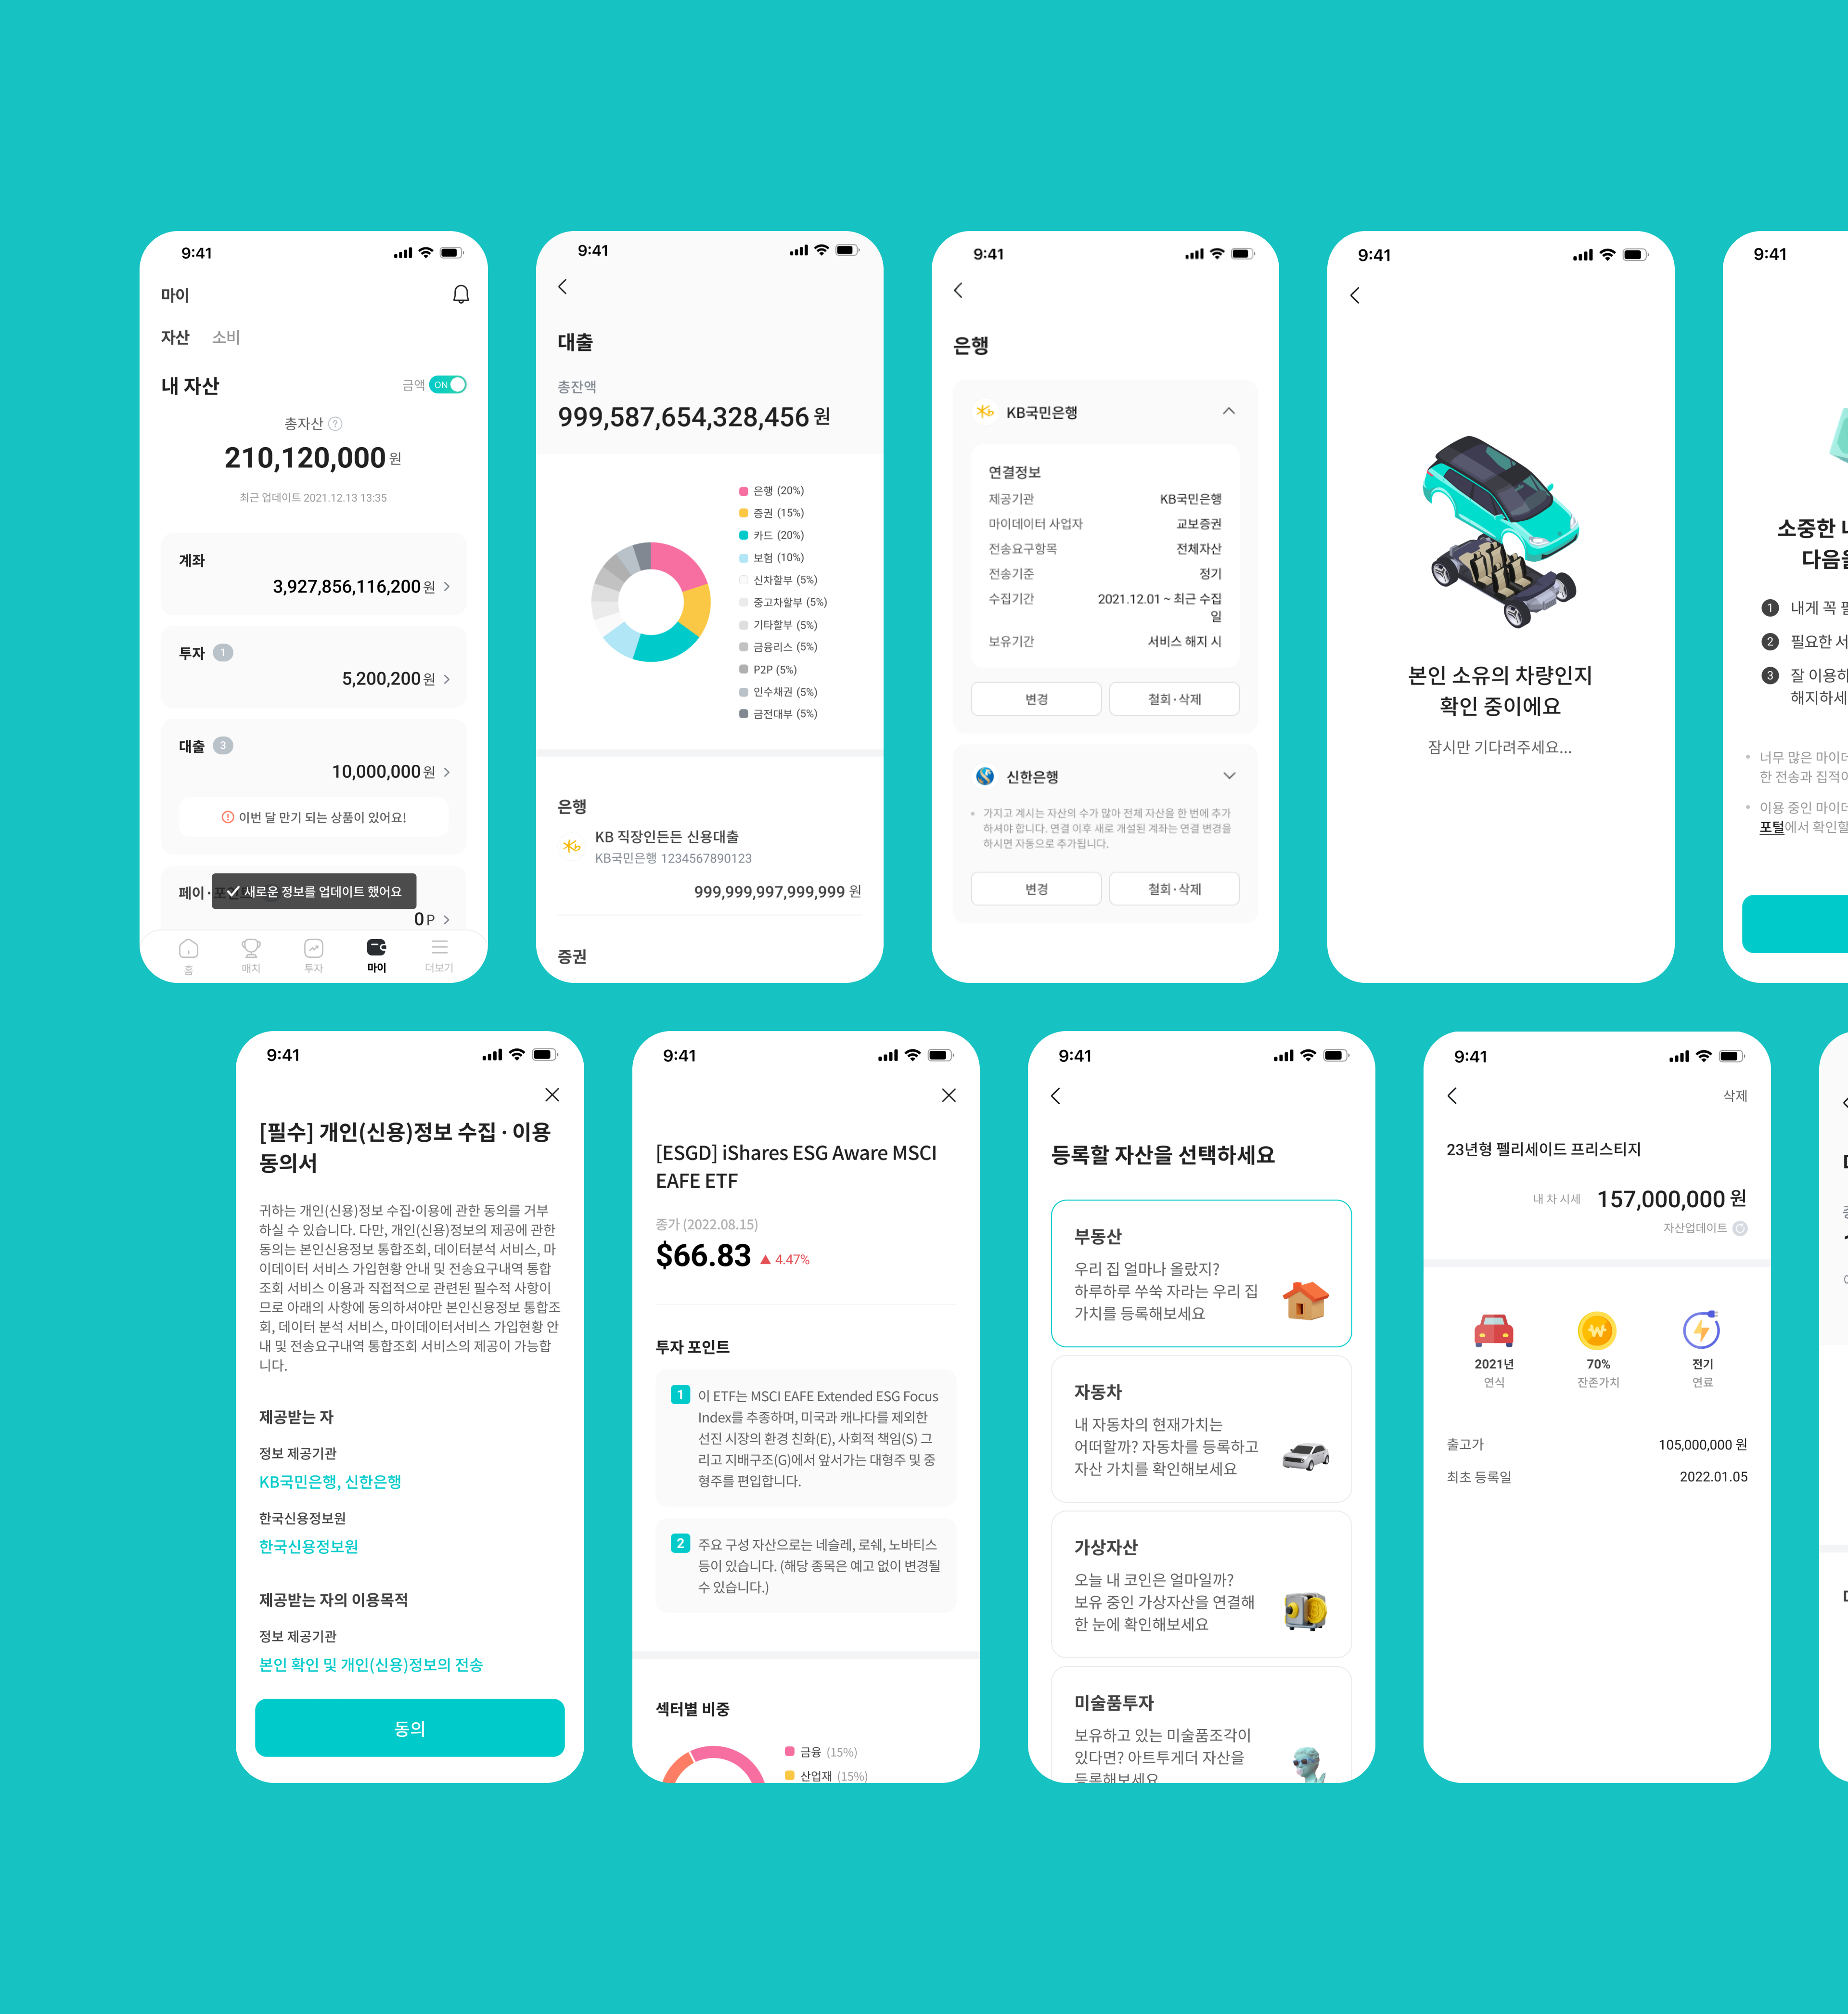 9:41
마이
자산 소비
내 자산 금액 ON
총자산 ?
210,120,000 원
최근 업데이트 2021.12.13 13:35
계좌
3,927,856,116,200 원
투자 1
5,200,200 원
대출 3
10,000,000 원
이번 달 만기 되는 상품이 있어요!
페이·
새로운 정보를 업데이트 했어요
0 P
홈 매치 투자 마이 더보기
9:41
대출
총잔액
999,587,654,328,456 원
은행 (20%)
증권 (15%)
카드 (20%)
보험 (10%)
신차할부 (5%)
중고차할부 (5%)
기타할부 (5%)
금융리스 (5%)
P2P (5%)
인수채권 (5%)
금전대부 (5%)
은행
KB 직장인든든 신용대출
KB국민은행 1234567890123
999,999,997,999,999 원
증권
9:41
은행
KB국민은행
연결정보
제공기관 KB국민은행
마이데이터 사업자 교보증권
전송요구항목 전체자산
전송기준 정기
수집기간 2021.12.01 ~ 최근 수집
일
보유기간 서비스 해지 시
변경 철회·삭제
신한은행
가지고 계시는 자산의 수가 많아 전체 자산을 한 번에 추가
하셔야 합니다. 연결 이후 새로 개설된 계좌는 연결 변경을
하시면 자동으로 추가됩니다.
변경 철회·삭제
9:41
본인 소유의 차량인지
확인 중이에요
잠시만 기다려주세요...
9:41
소중한
다음을
1 내게 꼭
2 필요한
3 잘 이용하
해지하세
너무 많은 마이데
한 전송과 집적이
이용 중인 마이데
포털에서 확인할
9:41
[필수] 개인(신용)정보 수집 · 이용
동의서
귀하는 개인(신용)정보 수집·이용에 관한 동의를 거부
하실 수 있습니다. 다만, 개인(신용)정보의 제공에 관한
동의는 본인신용정보 통합조회, 데이터분석 서비스, 마
이데이터 서비스 가입현황 안내 및 전송요구내역 통합
조회 서비스 이용과 직접적으로 관련된 필수적 사항이
므로 아래의 사항에 동의하셔야만 본인신용정보 통합조
회, 데이터 분석 서비스, 마이데이터서비스 가입현황 안
내 및 전송요구내역 통합조회 서비스의 제공이 가능합
니다.
제공받는 자
정보 제공기관
KB국민은행, 신한은행
한국신용정보원
한국신용정보원
제공받는 자의 이용목적
정보 제공기관
본인 확인 및 개인(신용)정보의 전송
동의
9:41
[ESGD] iShares ESG Aware MSCI
EAFE ETF
종가 (2022.08.15)
$66.83 ▲ 4.47%
투자 포인트
1 이 ETF는 MSCI EAFE Extended ESG Focus
Index를 추종하며, 미국과 캐나다를 제외한
선진 시장의 환경 친화(E), 사회적 책임(S) 그
리고 지배구조(G)에서 앞서가는 대형주 및 중
형주를 편입합니다.
2 주요 구성 자산으로는 네슬레, 로쉐, 노바티스
등이 있습니다. (해당 종목은 예고 없이 변경될
수 있습니다.)
섹터별 비중
금융 (15%)
산업재 (15%)
9:41
등록할 자산을 선택하세요
부동산
우리 집 얼마나 올랐지?
하루하루 쑤쑥 자라는 우리 집
가치를 등록해보세요
자동차
내 자동차의 현재가치는
어떠할까? 자동차를 등록하고
자산 가치를 확인해보세요
가상자산
오늘 내 코인은 얼마일까?
보유 중인 가상자산을 연결해
한 눈에 확인해보세요
미술품투자
보유하고 있는 미술품조각이
있다면? 아트투게더 자산을
등록해보세요
9:41
삭제
23년형 펠리세이드 프리스티지
내 차 시세 157,000,000 원
자산업데이트
2021년 70% 전기
연식 잔존가치 연료
출고가 105,000,000 원
최초 등록일 2022.01.05